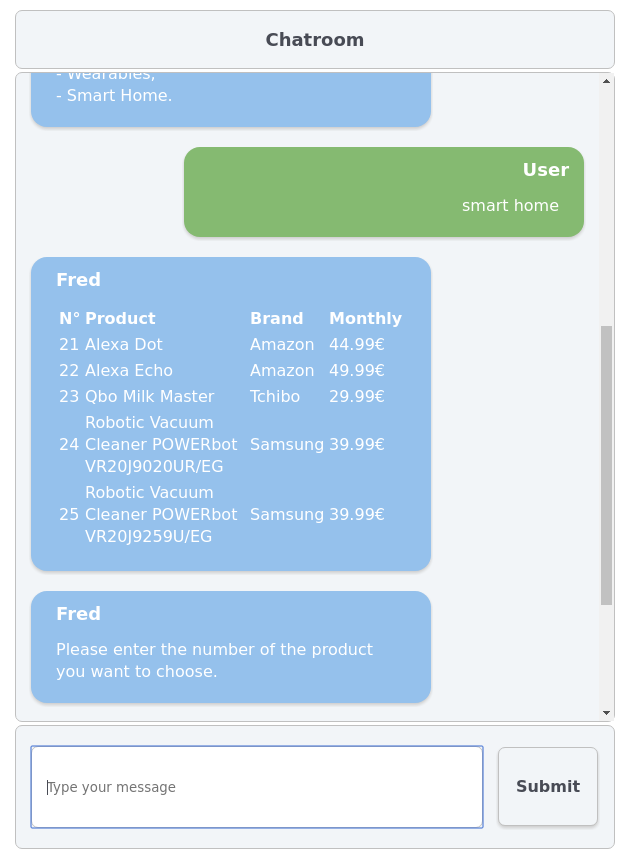 Chatroom
- Wearables,
- Smart Home.
User
smart home
Fred
N° Product Brand Monthly
21 Alexa Dot Amazon 44.99€
22 Alexa Echo Amazon 49.99€
23 Qbo Milk Master Tchibo 29.99€
Robotic Vacuum
24 Cleaner POWERbot Samsung 39.99€
VR20J9020UR/EG
Robotic Vacuum
25 Cleaner POWERbot Samsung 39.99€
VR20J9259U/EG
Fred
Please enter the number of the product
you want to choose.
Type your message
Submit